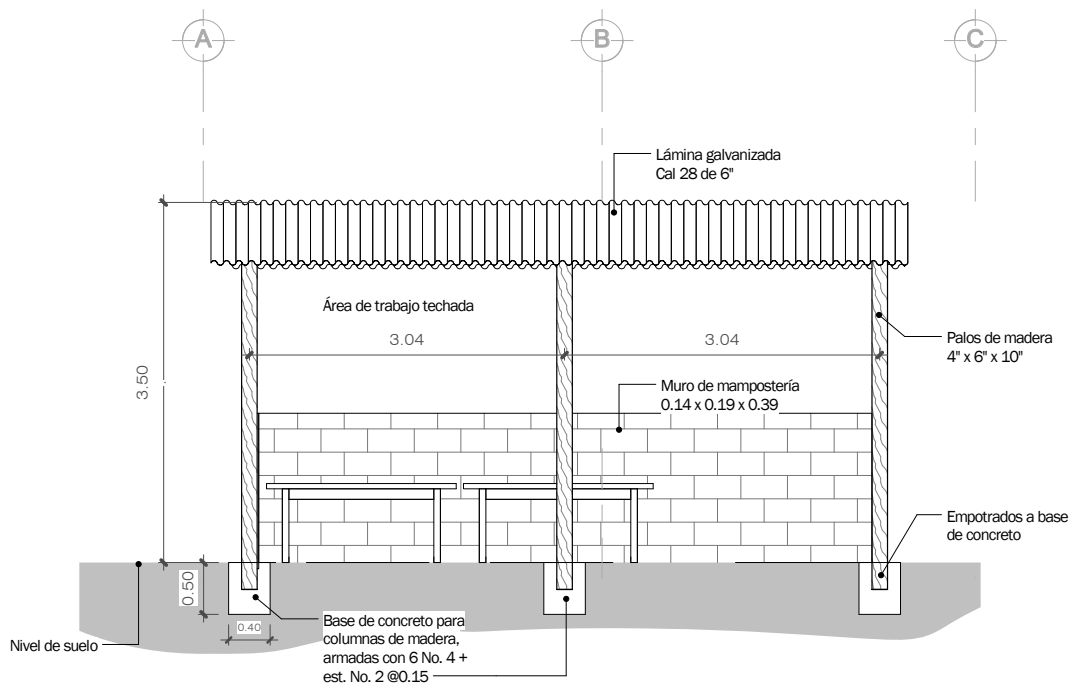 A
B
C
Lámina galvanizada
Cal 28 de 6"
Área de trabajo techada
3.04
3.04
3.50
Palos de madera
4" x 6" x 10"
Muro de mampostería
0.14 x 0.19 x 0.39
Empotrados a base
de concreto
0.50
0.40
Base de concreto para
columnas de madera,
armadas con 6 No. 4 +
est. No. 2 @0.15
Nivel de suelo